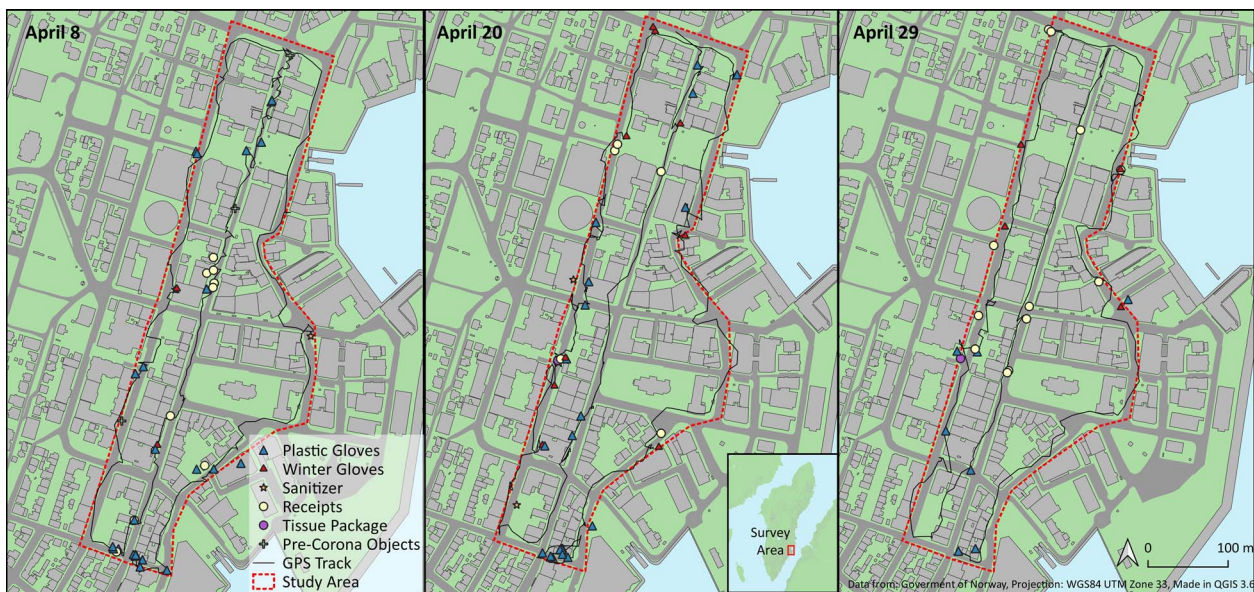 April 8
April 20
April 29
Plastic Gloves
Winter Gloves
Sanitizer
Receipts
Tissue Package
Pre-Corona Objects
GPS Track
Study Area
Survey
Area
0 100 m
Data from: Goverment of Norway, Projection: WGS84 UTM Zone 33, Made in QGIS 3.6